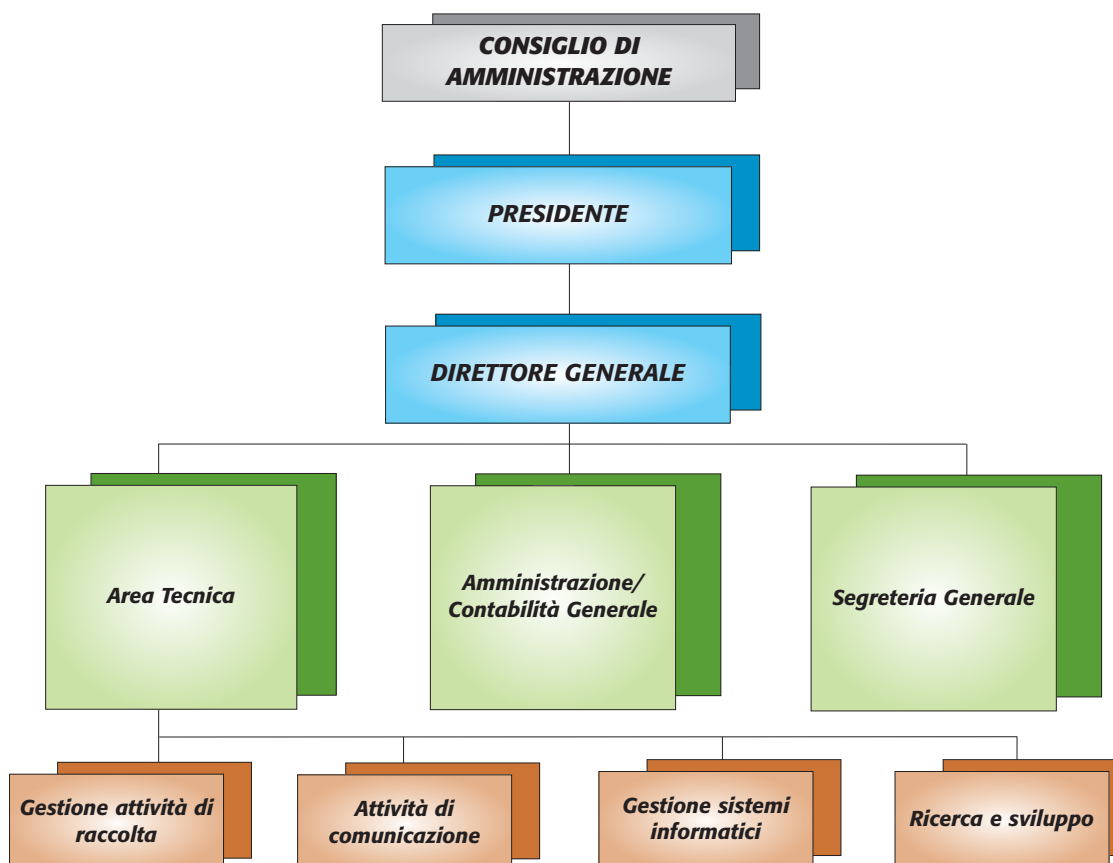 CONSIGLIO DI
AMMINISTRAZIONE
PRESIDENTE
DIRETTORE GENERALE
Area Tecnica
Amministrazione/
Contabilità Generale
Segreteria Generale
Gestione attività di
raccolta
Attività di
comunicazione
Gestione sistemi
informatici
Ricerca e sviluppo